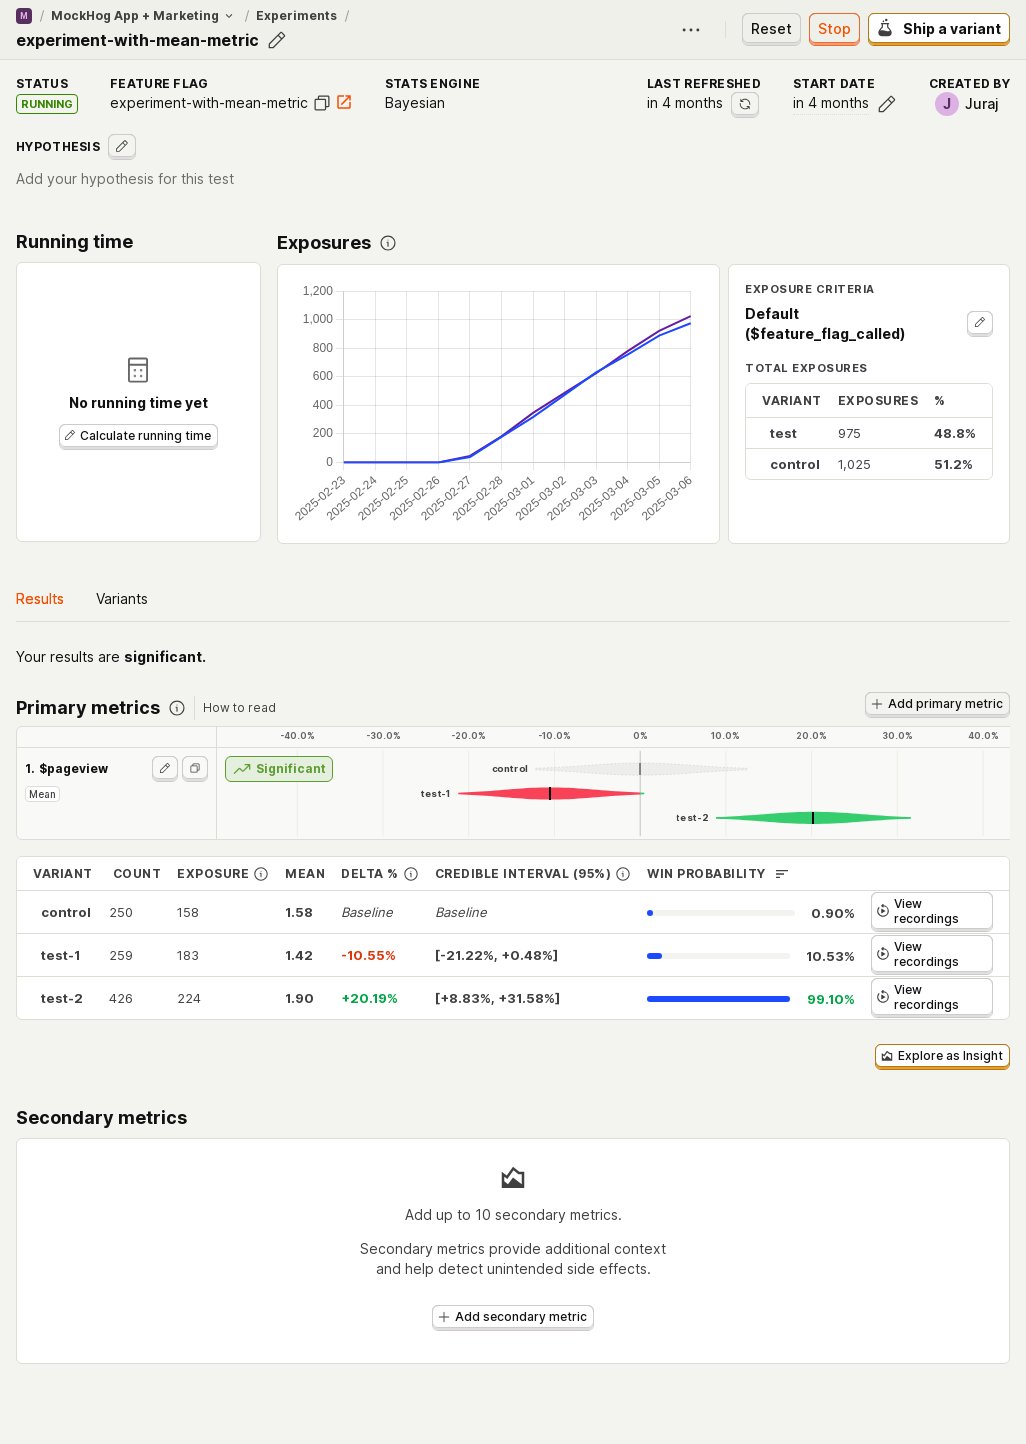 M / MockHog App + Marketing / Experiments /
experiment-with-mean-metric
Reset Stop Ship a variant
STATUS FEATURE FLAG STATS ENGINE LAST REFRESHED START DATE CREATED BY
RUNNING experiment-with-mean-metric Bayesian in 4 months in 4 months J Juraj
HYPOTHESIS
Add your hypothesis for this test
Running time
No running time yet
Calculate running time
Exposures
1,200
1,000
800
600
400
200
0
2025-02-23 2025-02-24 2025-02-25 2025-02-26 2025-02-27 2025-02-28 2025-03-01 2025-03-02 2025-03-03 2025-03-04 2025-03-05 2025-03-06
EXPOSURE CRITERIA
Default
($feature_flag_called)
TOTAL EXPOSURES
VARIANT EXPOSURES %
test 975 48.8%
control 1,025 51.2%
Results Variants
Your results are significant.
Primary metrics How to read Add primary metric
-40.0% -30.0% -20.0% -10.0% 0% 10.0% 20.0% 30.0% 40.0%
1. $pageview
Mean
Significant
control
test-1
test-2
VARIANT COUNT EXPOSURE MEAN DELTA % CREDIBLE INTERVAL (95%) WIN PROBABILITY
control 250 158 1.58 Baseline Baseline 0.90% View recordings
test-1 259 183 1.42 -10.55% [-21.22%, +0.48%] 10.53% View recordings
test-2 426 224 1.90 +20.19% [+8.83%, +31.58%] 99.10% View recordings
Explore as Insight
Secondary metrics
Add up to 10 secondary metrics.
Secondary metrics provide additional context
and help detect unintended side effects.
Add secondary metric